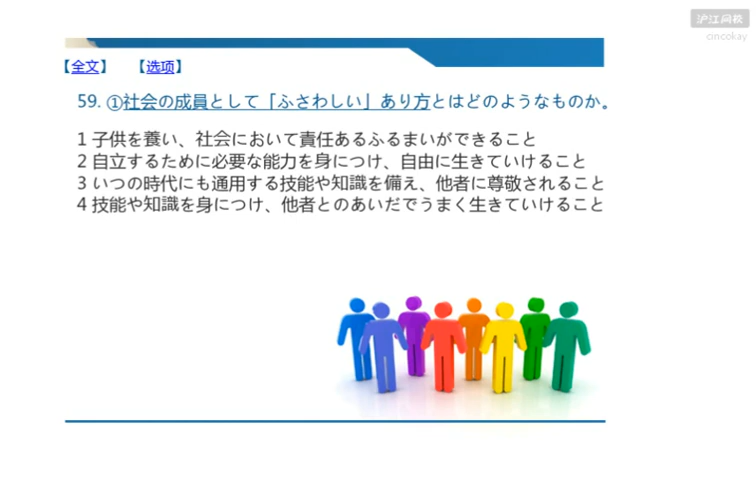 沪江网校
cincokay
【全文】 【选项】
59. ①社会の成員として「ふさわしい」あり方とはどのようなものか。
1 子供を養い、社会において責任あるふるまいができること
2 自立するために必要な能力を身につけ、自由に生きていけること
3 いつの時代にも通用する技能や知識を備え、他者に尊敬されること
4 技能や知識を身につけ、他者とのあいだでうまく生きていけること